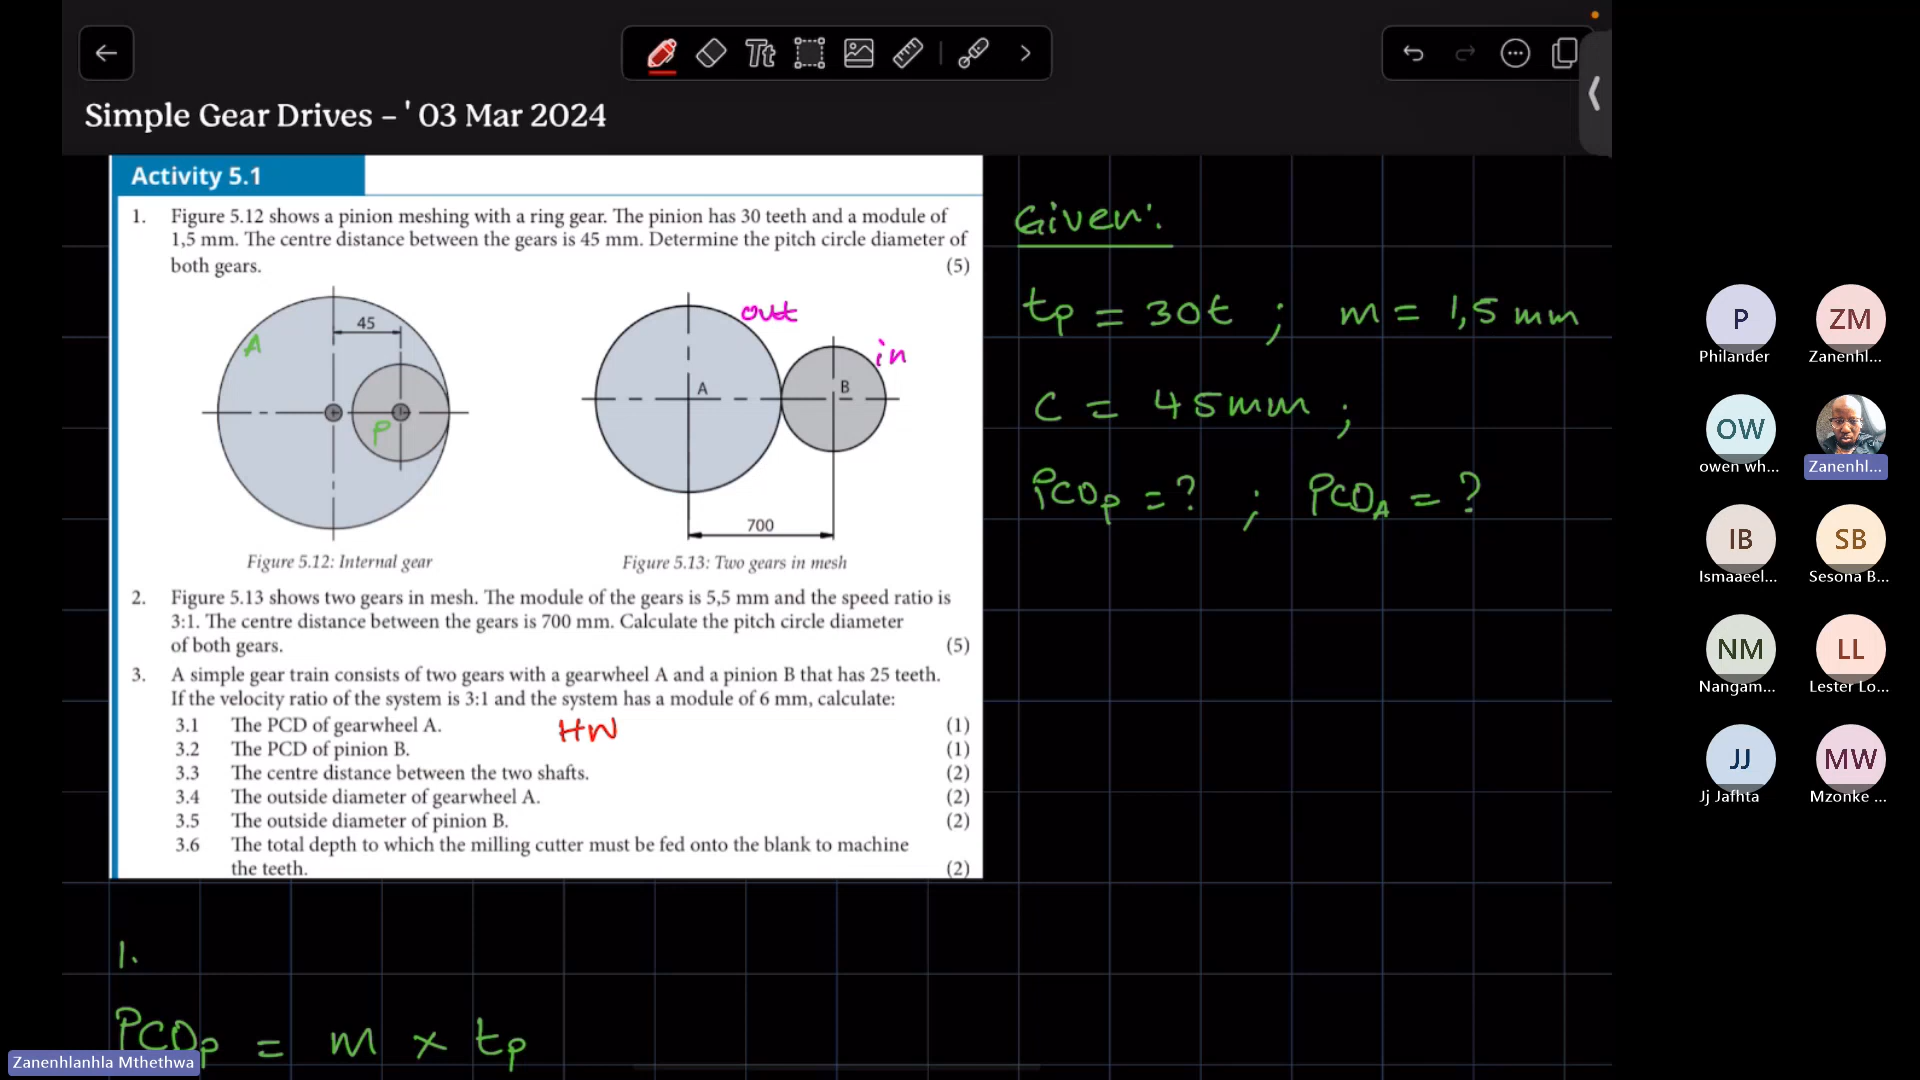 Simple Gear Drives – ' 03 Mar 2024
Activity 5.1
1. Figure 5.12 shows a pinion meshing with a ring gear. The pinion has 30 teeth and a module of
1,5 mm. The centre distance between the gears is 45 mm. Determine the pitch circle diameter of
both gears. (5)
A
45
P
out
in
A
B
700
Figure 5.12: Internal gear
Figure 5.13: Two gears in mesh
2. Figure 5.13 shows two gears in mesh. The module of the gears is 5,5 mm and the speed ratio is
3:1. The centre distance between the gears is 700 mm. Calculate the pitch circle diameter
of both gears. (5)
3. A simple gear train consists of two gears with a gearwheel A and a pinion B that has 25 teeth.
If the velocity ratio of the system is 3:1 and the system has a module of 6 mm, calculate:
3.1 The PCD of gearwheel A. (1)
HW
3.2 The PCD of pinion B. (1)
3.3 The centre distance between the two shafts. (2)
3.4 The outside diameter of gearwheel A. (2)
3.5 The outside diameter of pinion B. (2)
3.6 The total depth to which the milling cutter must be fed onto the blank to machine
the teeth. (2)
Given:
tp = 30t ; m = 1,5 mm
c = 45mm ;
PCDp = ? ; PCDA = ?
1.
PCDp = m × tp
Zanenhlanhla Mthethwa
Tt
P
Philander
ZM
Zanenhl...
OW
owen wh...
Zanenhl...
IB
Ismaaeel...
SB
Sesona B...
NM
Nangam...
LL
Lester Lo...
JJ
Jj Jafhta
MW
Mzonke ...